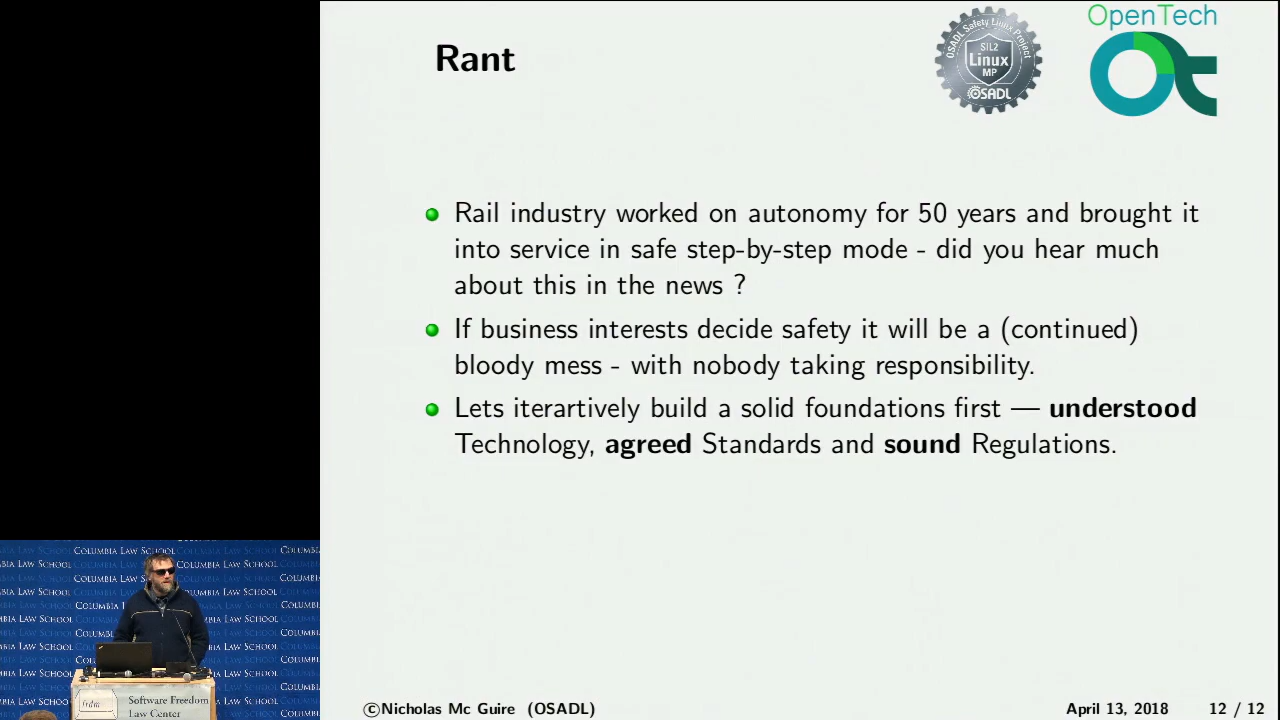 Rant
OSADL Safety Linux Project
SIL2
Linux
MP
OSADL
OpenTech
Rail industry worked on autonomy for 50 years and brought it
into service in safe step-by-step mode - did you hear much
about this in the news ?
If business interests decide safety it will be a (continued)
bloody mess - with nobody taking responsibility.
Lets iterartively build a solid foundations first — understood
Technology, agreed Standards and sound Regulations.
COLUMBIA LAW SCHOOL
Software Freedom
Law Center
©Nicholas Mc Guire (OSADL)
April 13, 2018
12 / 12